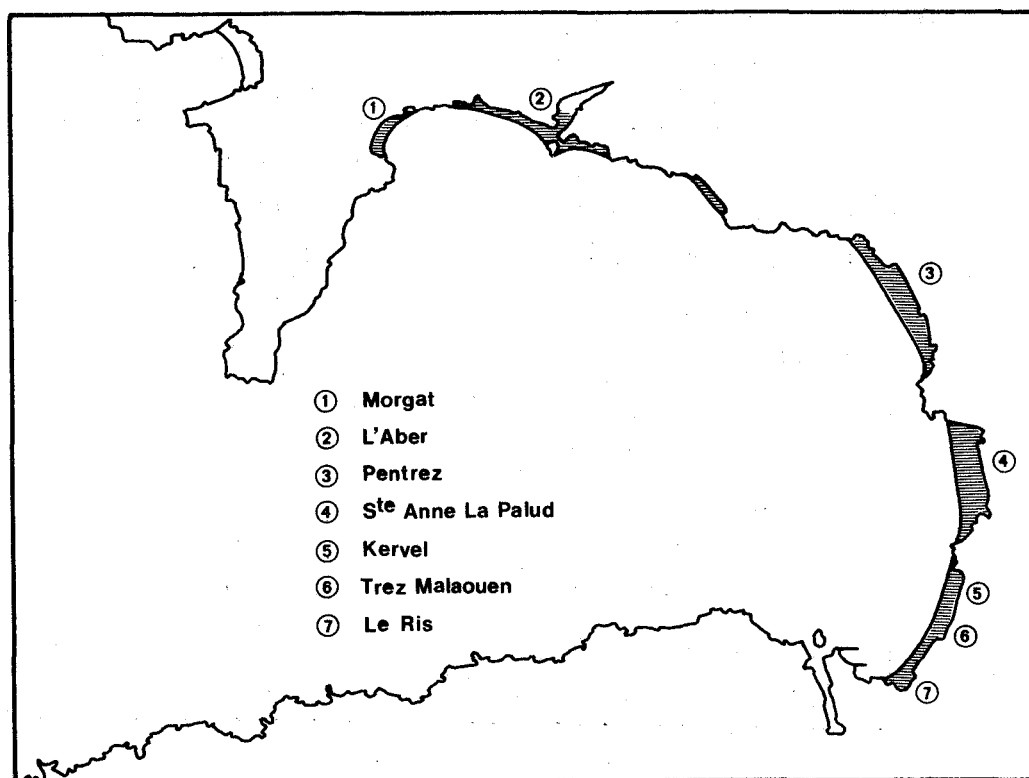 1
2
3
4
5
6
7
① Morgat
② L'Aber
③ Pentrez
④ Ste Anne La Palud
⑤ Kervel
⑥ Trez Malaouen
⑦ Le Ris